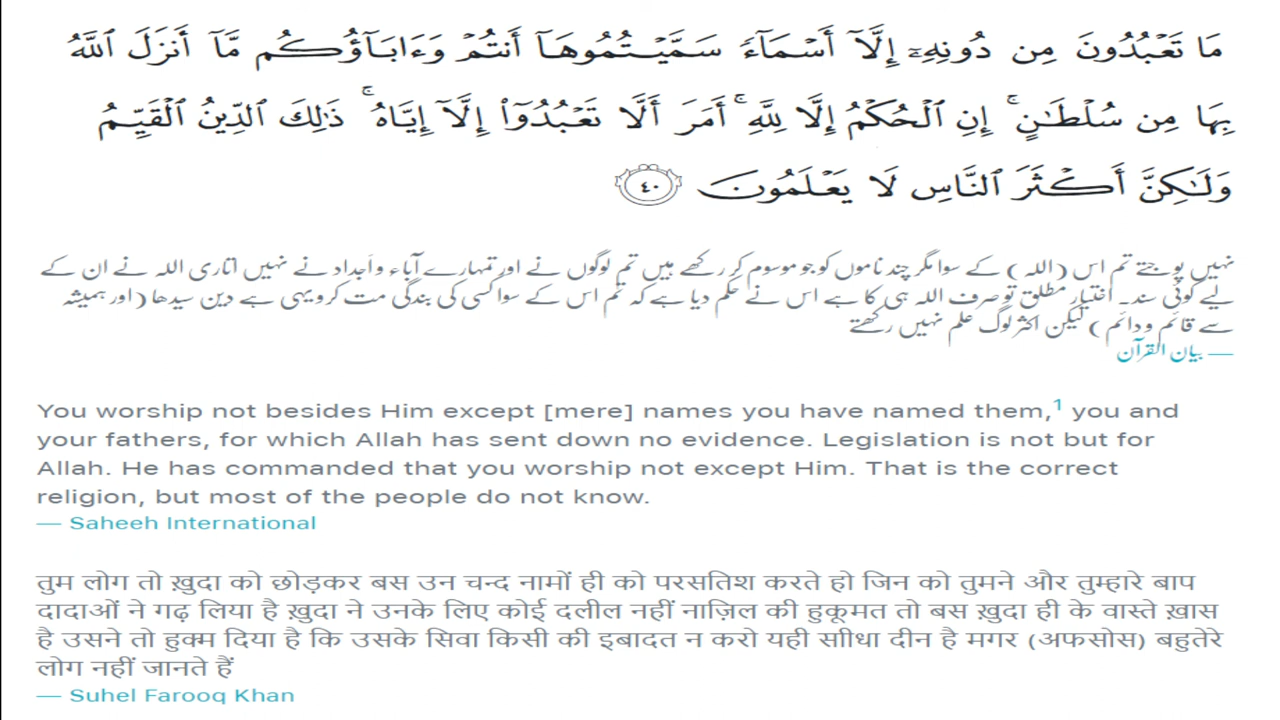 مَا تَعْبُدُونَ مِن دُونِهِۦٓ إِلَّآ أَسْمَآءً سَمَّيْتُمُوهَآ أَنتُمْ وَءَابَآؤُكُم مَّآ أَنزَلَ ٱللَّهُ
بِهَا مِن سُلْطَـٰنٍ ۚ إِنِ ٱلْحُكْمُ إِلَّا لِلَّهِ ۚ أَمَرَ أَلَّا تَعْبُدُوٓا۟ إِلَّآ إِيَّاهُ ۚ ذَٰلِكَ ٱلدِّينُ ٱلْقَيِّمُ
وَلَـٰكِنَّ أَكْثَرَ ٱلنَّاسِ لَا يَعْلَمُونَ ٤٠
نہیں پوجتے تم اس (اللہ) کے سوا مگر چند ناموں کو جو موسوم کر رکھے ہیں تم لوگوں نے اور تمہارے آباء و اَجداد نے نہیں اتاری اللہ نے ان کے
لیے کوئی سند۔ اختیارِ مطلق تو صرف اللہ ہی کا ہے اس نے حکم دیا ہے کہ تم اس کے سوا کسی کی بندگی مت کرو یہی ہے دین سیدھا (اور ہمیشہ
سے قائم و دائم) لیکن اکثر لوگ علم نہیں رکھتے
— بیان القرآن
You worship not besides Him except [mere] names you have named them,1 you and
your fathers, for which Allah has sent down no evidence. Legislation is not but for
Allah. He has commanded that you worship not except Him. That is the correct
religion, but most of the people do not know.
— Saheeh International
तुम लोग तो ख़ुदा को छोड़कर बस उन चन्द नामों ही को परसतिश करते हो जिन को तुमने और तुम्हारे बाप
दादाओं ने गढ़ लिया है ख़ुदा ने उनके लिए कोई दलील नहीं नाज़िल की हुकूमत तो बस ख़ुदा ही के वास्ते ख़ास
है उसने तो हुक्म दिया है कि उसके सिवा किसी की इबादत न करो यही साीधा दीन है मगर (अफसोस) बहुतेरे
लोग नहीं जानते हैं
— Suhel Farooq Khan